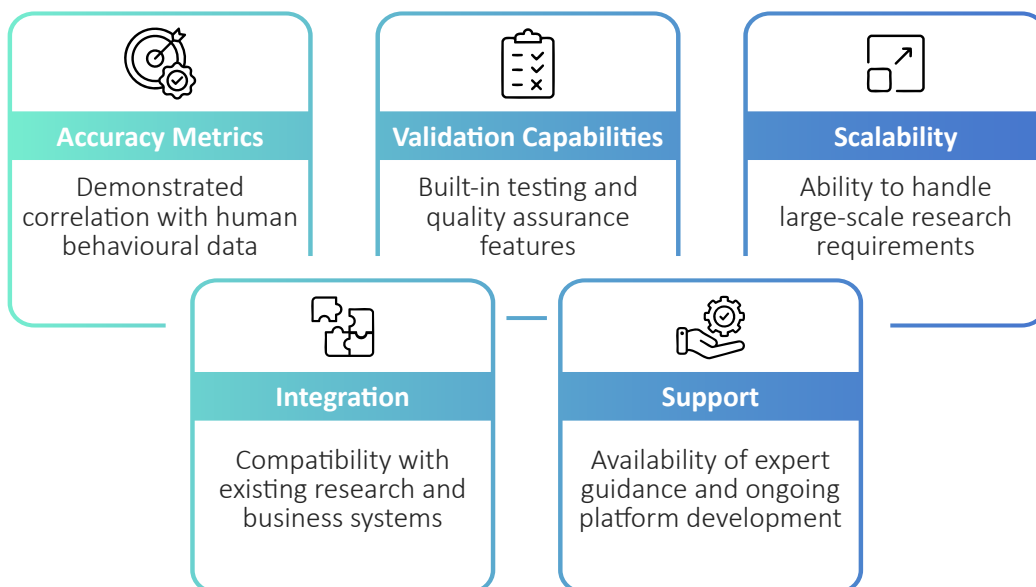 Accuracy Metrics
Demonstrated
correlation with human
behavioural data
Validation Capabilities
Built-in testing and
quality assurance
features
Scalability
Ability to handle
large-scale research
requirements
Integration
Compatibility with
existing research and
business systems
Support
Availability of expert
guidance and ongoing
platform development